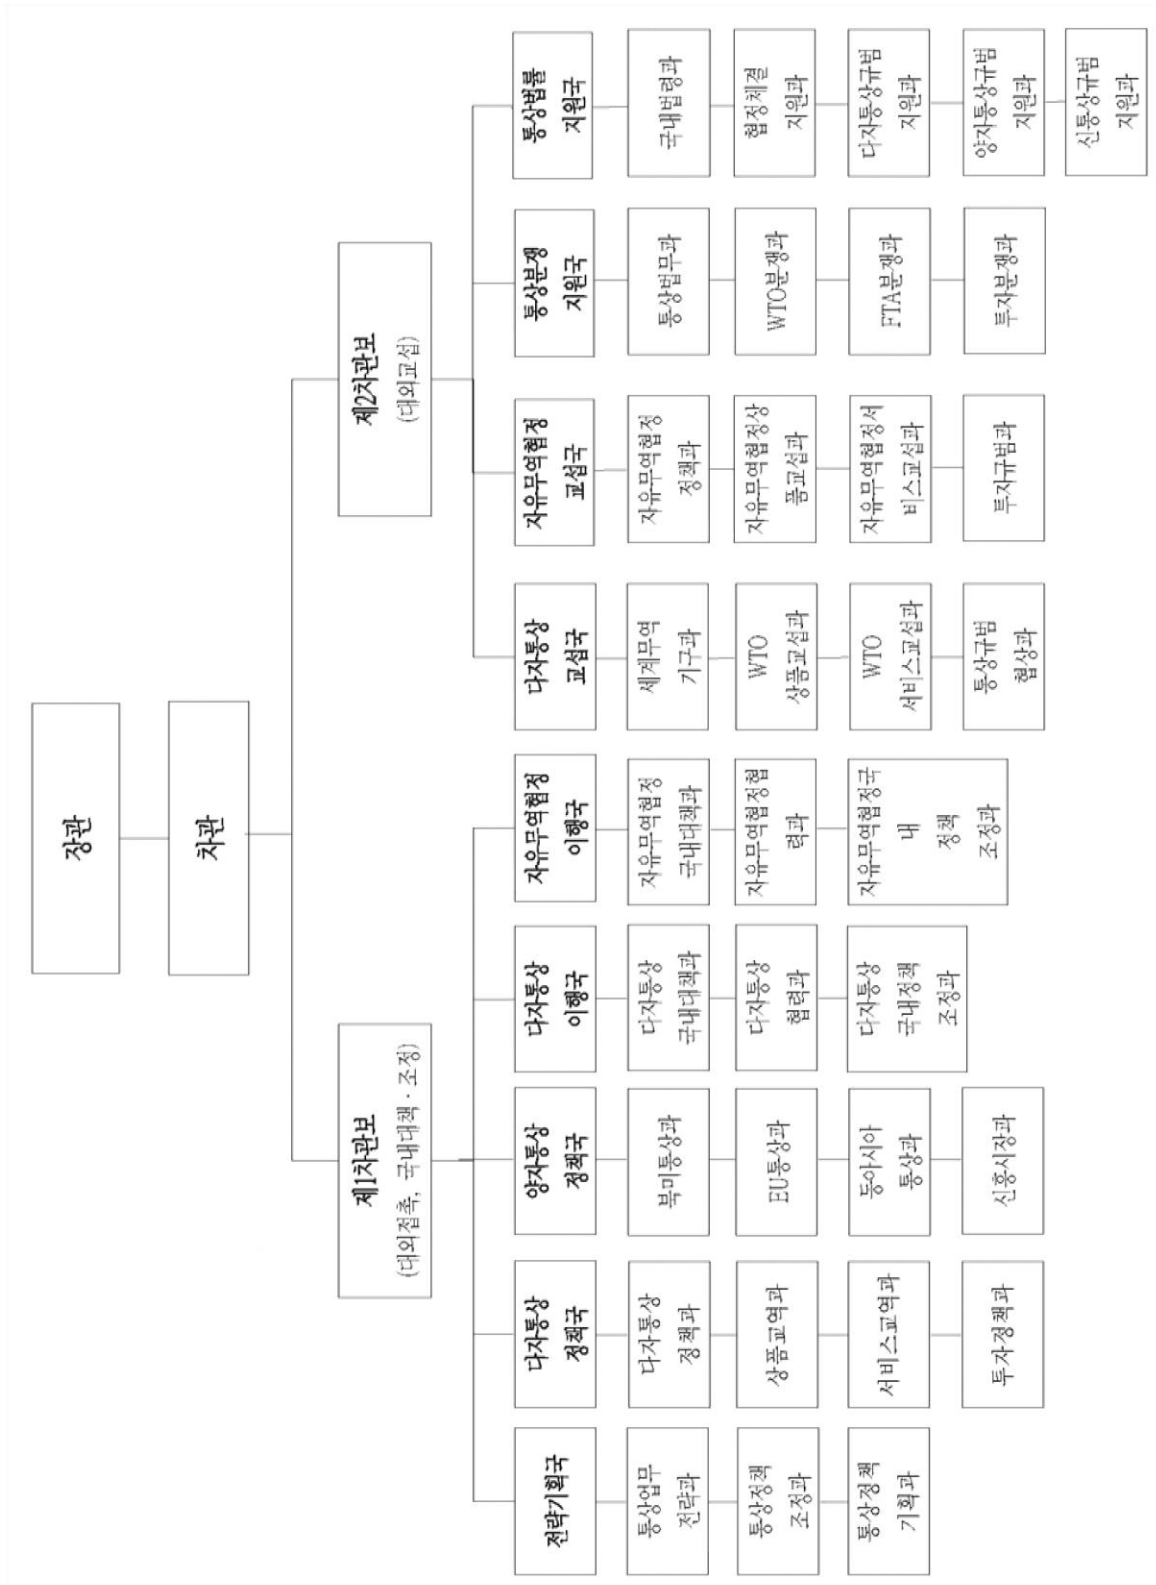 장관
차관
제1차관보
(대외접촉, 국내대책 · 조정)
제2차관보
(대외교섭)
전략기획국
통상업무
전략과
통상정책
조정과
통상정책
기획과
다자통상
정책국
다자통상
정책과
상품교역과
서비스교역과
투자정책과
양자통상
정책국
북미통상과
EU통상과
동아시아
통상과
신흥시장과
다자통상
이행국
다자통상
국내대책과
다자통상
협력과
다자통상
국내정책
조정과
자유무역협정
이행국
자유무역협정
국내대책과
자유무역협정협
력과
자유무역협정국
내
정책
조정과
다자통상
교섭국
세계무역
기구과
WTO
상품교섭과
WTO
서비스교섭과
통상규범
협상과
자유무역협정
교섭국
자유무역협정
정책과
자유무역협정상
품교섭과
자유무역협정서
비스교섭과
투자규범과
통상분쟁
지원국
통상법무과
WTO분쟁과
FTA분쟁과
투자분쟁과
통상법률
지원국
국내법령과
협정체결
지원과
다자통상규범
지원과
양자통상규범
지원과
신통상규범
지원과